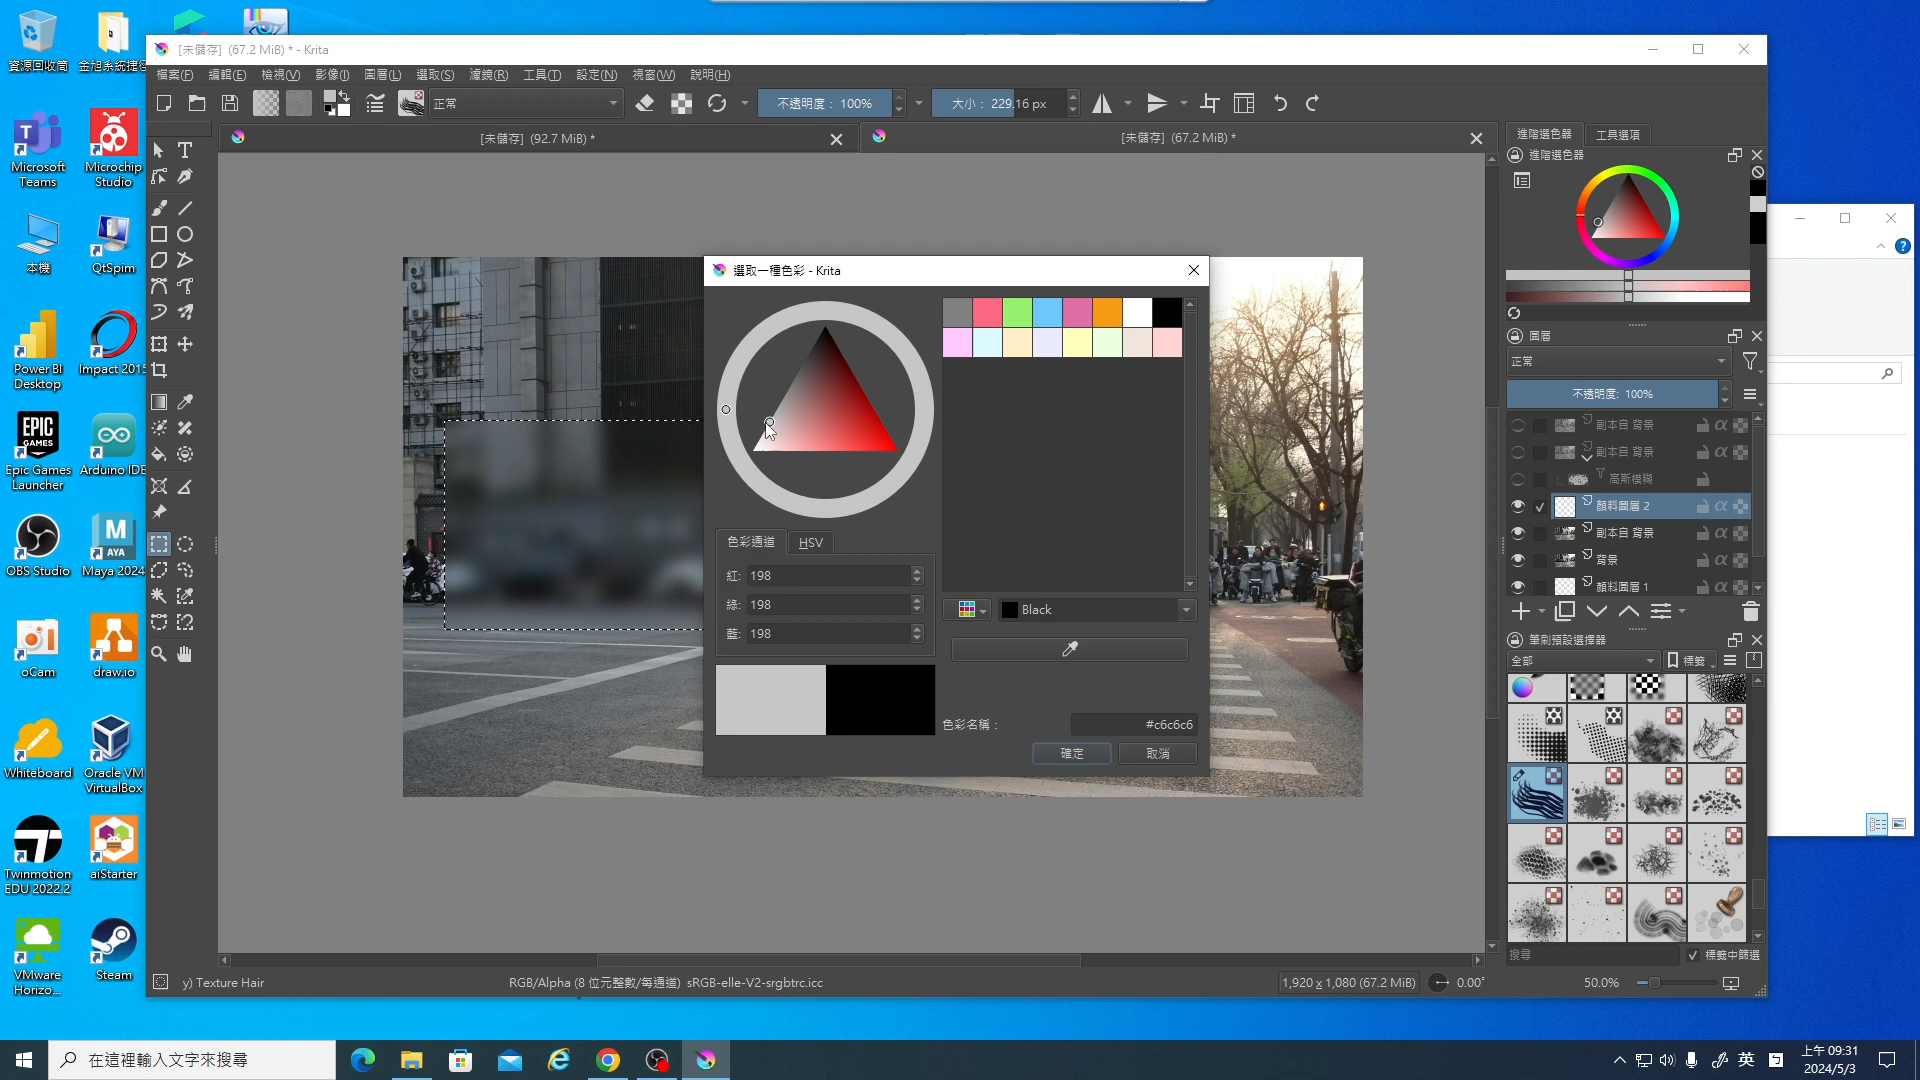 資源回收筒
金旭系統捷徑
Microsoft Teams
Microchip Studio
本機
QtSpim
Power BI Desktop
Impact 2015
Epic Games Launcher
Arduino IDE
OBS Studio
Maya 2024
oCam
draw.io
Whiteboard
Oracle VM VirtualBox
Twinmotion EDU 2022.2
aiStarter
VMware Horizo...
Steam
[未儲存] (67.2 MiB) * - Krita
檔案(F) 編輯(E) 檢視(V) 影像(I) 圖層(L) 選取(S) 濾鏡(R) 工具(T) 設定(N) 視窗(W) 說明(H)
正常
不透明度： 100%
大小： 229.16 px
[未儲存] (92.7 MiB) *
[未儲存] (67.2 MiB) *
選取一種色彩 - Krita
色彩通道
HSV
紅: 198
綠: 198
藍: 198
Black
色彩名稱：
#c6c6c6
確定
取消
進階選色器
工具選項
進階選色器
圖層
正常
不透明度: 100%
副本自 背景
副本自 背景
高斯模糊
顏料圖層 2
副本自 背景
背景
顏料圖層 1
筆刷預設選擇器
全部
標籤
搜尋
標籤中篩選
y) Texture Hair
RGB/Alpha (8 位元整數/每通道) sRGB-elle-V2-srgbtrc.icc
1,920 x 1,080 (67.2 MiB)
0.00°
50.0%
在這裡輸入文字來搜尋
英
上午 09:31
2024/5/3